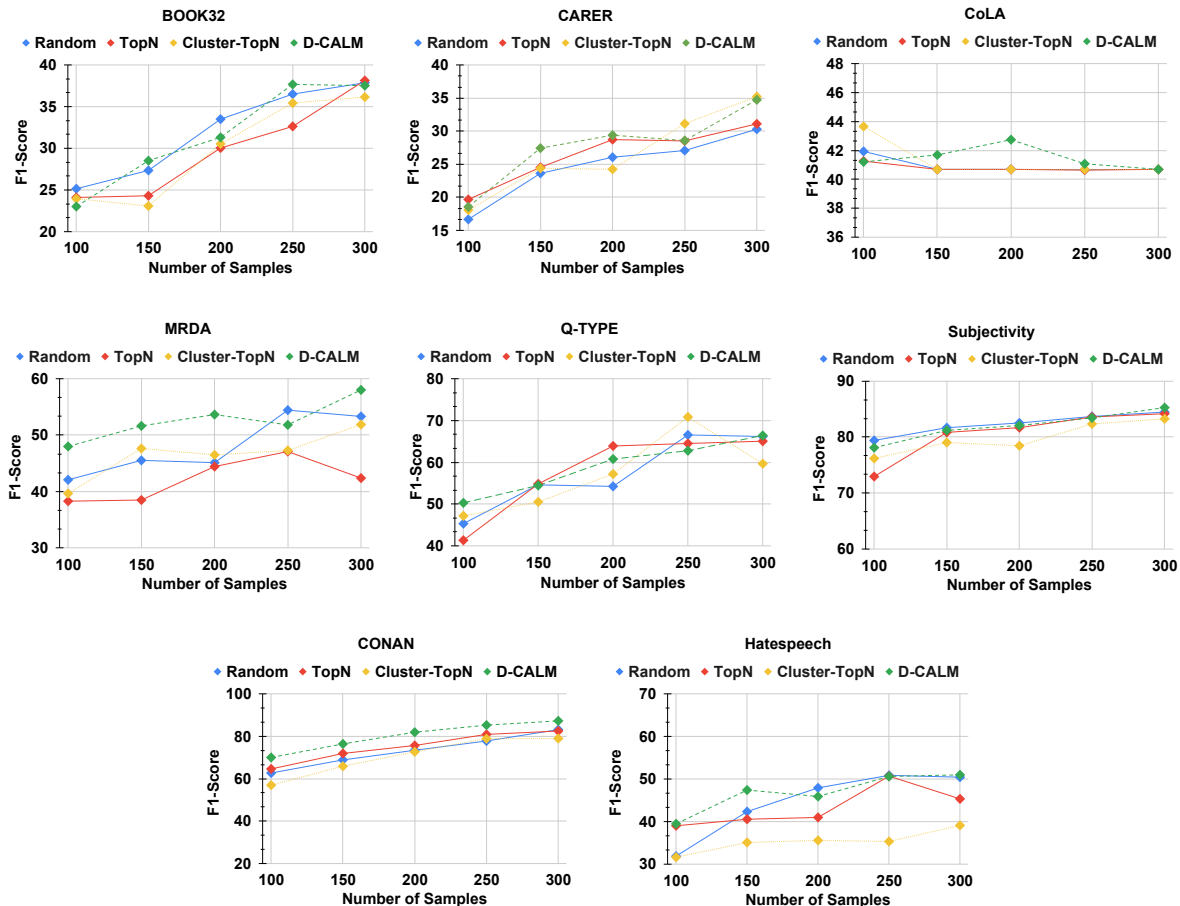 BOOK32
Random TopN Cluster-TopN D-CALM
40
35
30
25
20
F1-Score
100 150 200 250 300
Number of Samples
CARER
Random TopN Cluster-TopN D-CALM
40
35
30
25
20
15
F1-Score
100 150 200 250 300
Number of Samples
CoLA
Random TopN Cluster-TopN D-CALM
48
46
44
42
40
38
36
F1-Score
100 150 200 250 300
Number of Samples
MRDA
Random TopN Cluster-TopN D-CALM
60
50
40
30
F1-Score
100 150 200 250 300
Number of Samples
Q-TYPE
Random TopN Cluster-TopN D-CALM
80
70
60
50
40
F1-Score
100 150 200 250 300
Number of Samples
Subjectivity
Random TopN Cluster-TopN D-CALM
90
80
70
60
F1-Score
100 150 200 250 300
Number of Samples
CONAN
Random TopN Cluster-TopN D-CALM
100
80
60
40
20
F1-Score
100 150 200 250 300
Number of Samples
Hatespeech
Random TopN Cluster-TopN D-CALM
70
60
50
40
30
F1-Score
100 150 200 250 300
Number of Samples